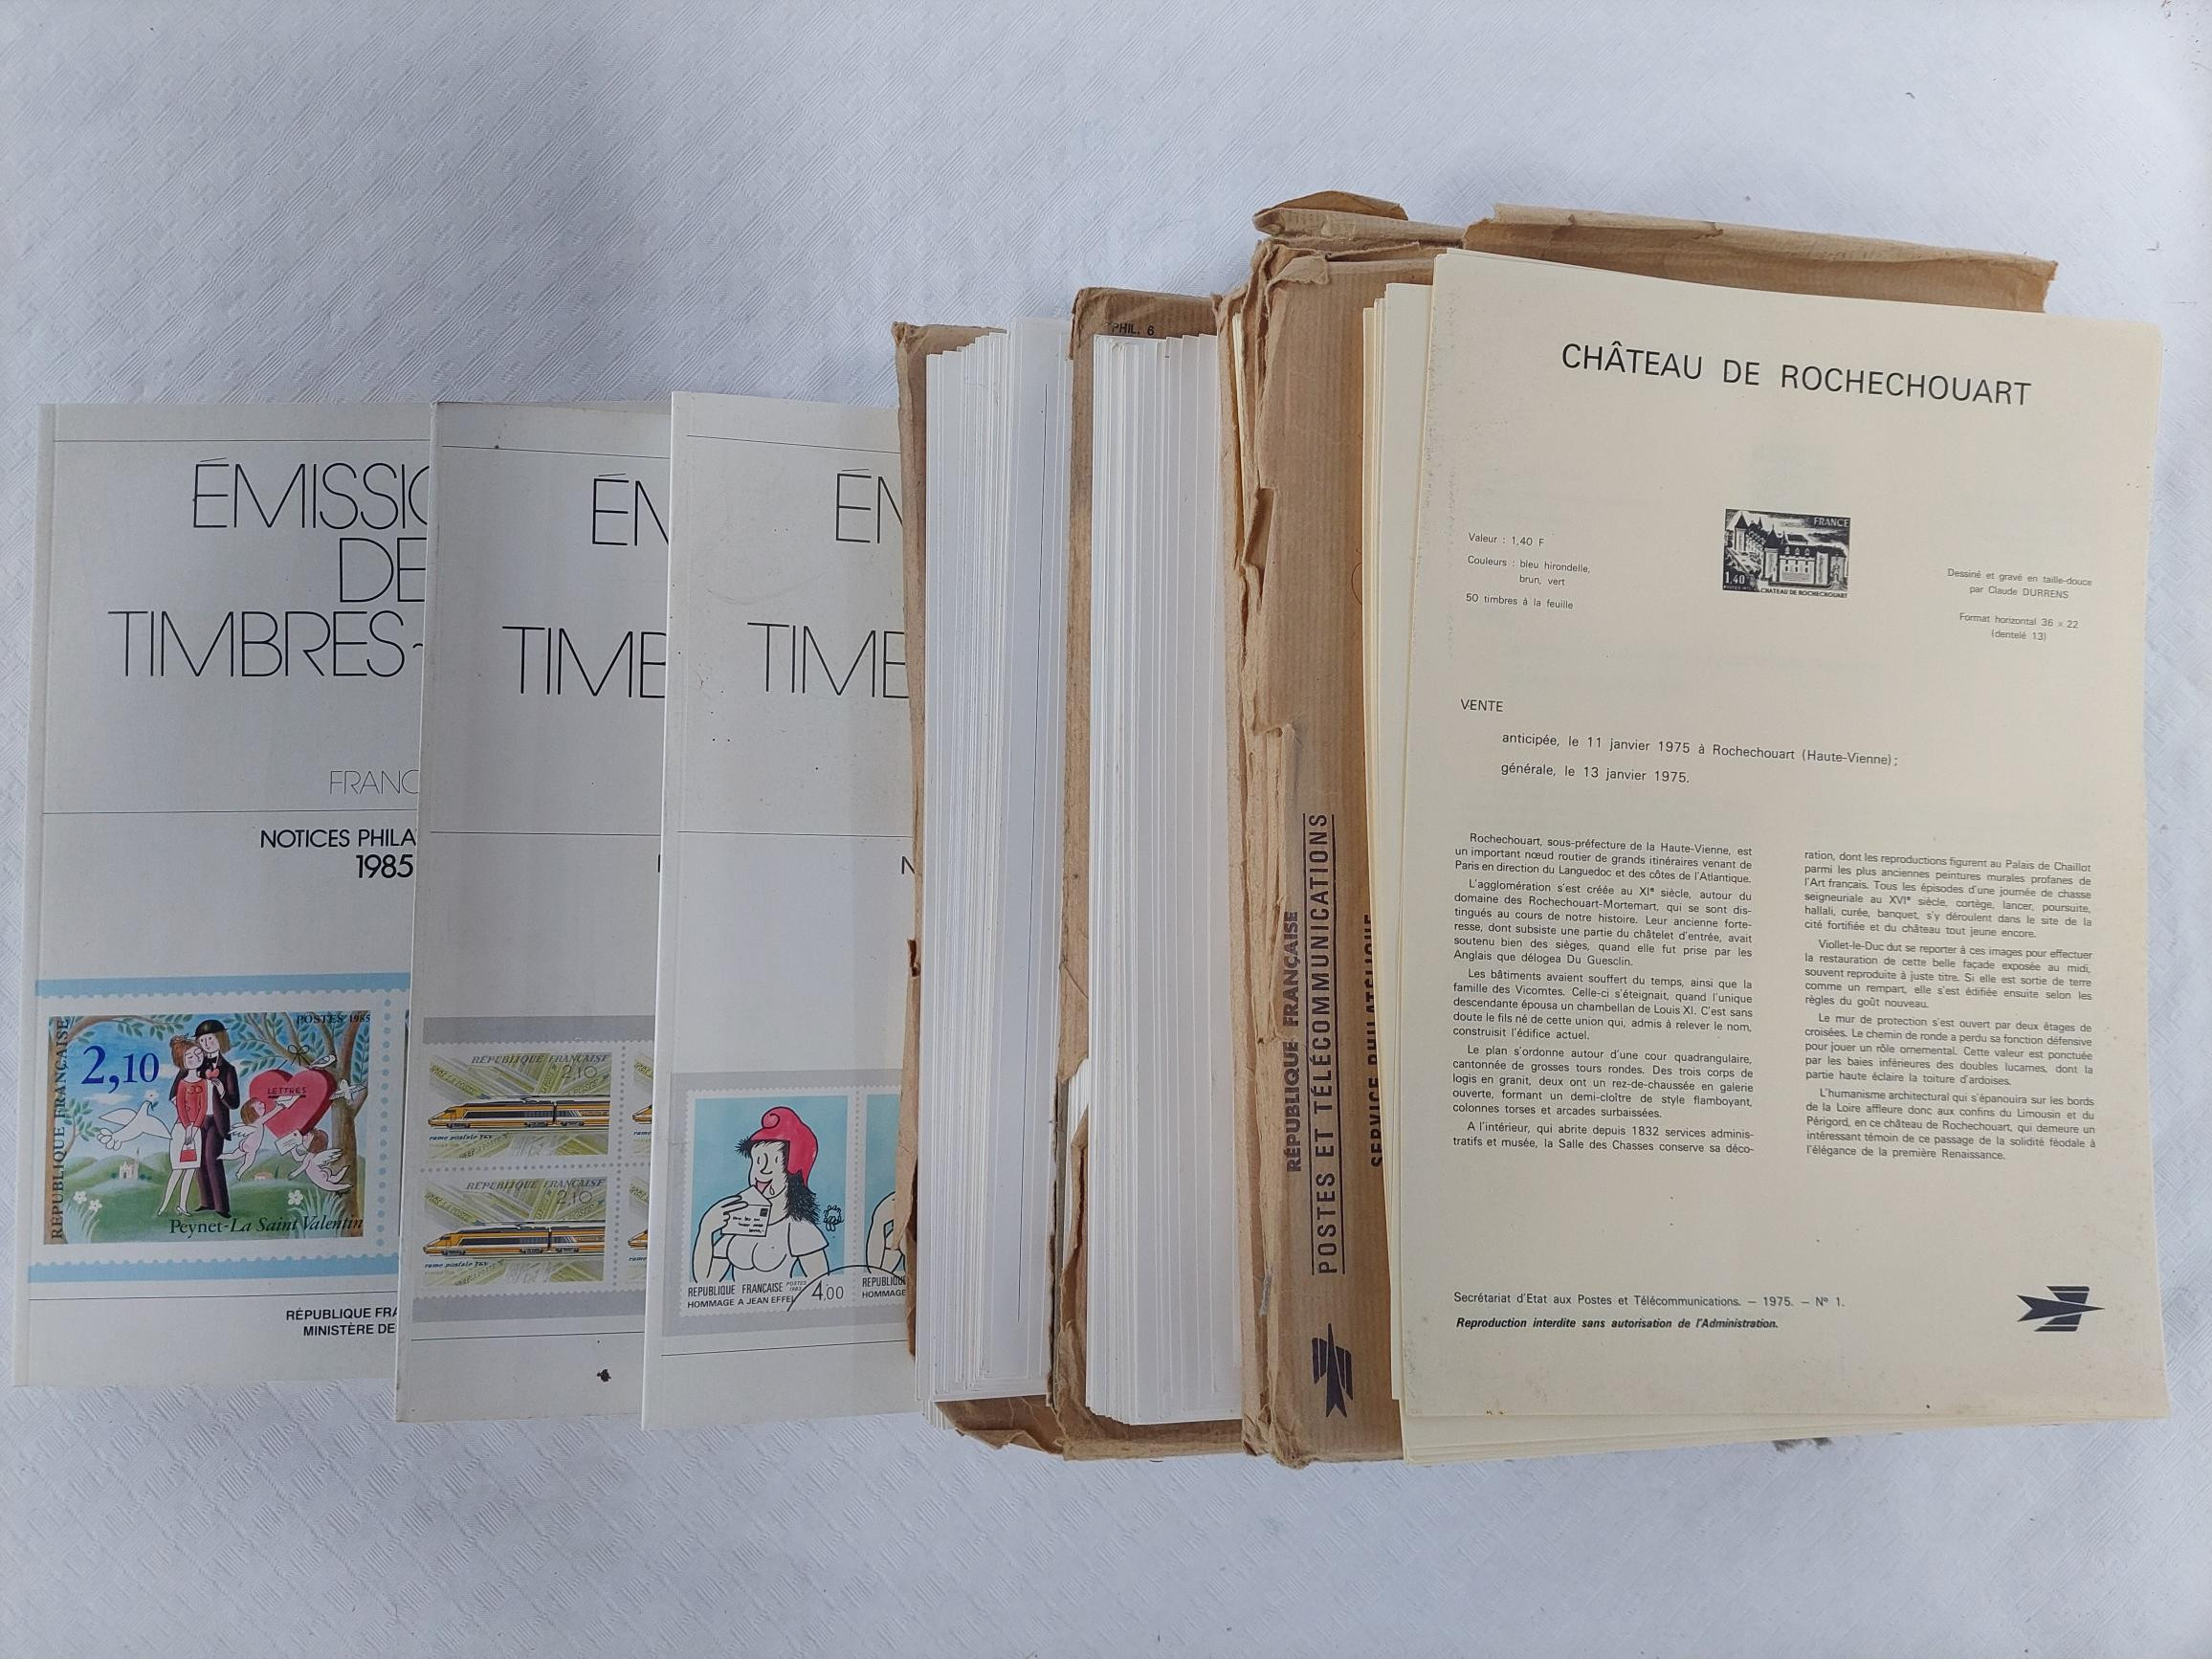 ÉMISSIO
DE
TIMBRES-
FRANC
NOTICES PHILA
1985
RÉPUBLIQUE FRANÇAISE
POSTES 1985
2,10
LETTRES
Peynet-La Saint Valentin
RÉPUBLIQUE FRA
MINISTÈRE DE
ÉM
TIMB
RÉPUBLIQUE FRANÇAISE
2,10
rame postale TGV
RÉPUBLIQUE FRANÇAISE
2,10
rame postale TGV
ÉM
TIMB
N
RÉPUBLIQUE FRANÇAISE
POSTES
HOMMAGE A JEAN EFFEL
4,00
RÉPUBLIQU
HOMMAGE
PHIL. 6
RÉPUBLIQUE FRANÇAISE
POSTES ET TÉLÉCOMMUNICATIONS
SERVICE PHILATÉLIQUE
CHÂTEAU DE ROCHECHOUART
FRANCE
1,40
CHATEAU DE ROCHECHOUART
Valeur : 1,40 F
Couleurs : bleu hirondelle,
brun, vert
50 timbres à la feuille
Dessiné et gravé en taille-douce
par Claude DURRENS
Format horizontal 36 x 22
(dentelé 13)
VENTE
anticipée, le 11 janvier 1975 à Rochechouart (Haute-Vienne) ;
générale, le 13 janvier 1975.
Rochechouart, sous-préfecture de la Haute-Vienne, est
un important nœud routier de grands itinéraires venant de
Paris en direction du Languedoc et des côtes de l'Atlantique.
L'agglomération s'est créée au XIe siècle, autour du
domaine des Rochechouart-Mortemart, qui se sont dis-
tingués au cours de notre histoire. Leur ancienne forte-
resse, dont subsiste une partie du châtelet d'entrée, avait
soutenu bien des sièges, quand elle fut prise par les
Anglais que délogea Du Guesclin.
Les bâtiments avaient souffert du temps, ainsi que la
famille des Vicomtes. Celle-ci s'éteignait, quand l'unique
descendante épousa un chambellan de Louis XI. C'est sans
doute le fils né de cette union qui, admis à relever le nom,
construisit l'édifice actuel.
Le plan s'ordonne autour d'une cour quadrangulaire,
cantonnée de grosses tours rondes. Des trois corps de
logis en granit, deux ont un rez-de-chaussée en galerie
ouverte, formant un demi-cloître de style flamboyant,
colonnes torses et arcades surbaissées.
A l'intérieur, qui abrite depuis 1832 services adminis-
tratifs et musée, la Salle des Chasses conserve sa déco-
ration, dont les reproductions figurent au Palais de Chaillot
parmi les plus anciennes peintures murales profanes de
l'Art français. Tous les épisodes d'une journée de chasse
seigneuriale au XVIe siècle, cortège, lancer, poursuite,
hallali, curée, banquet, s'y déroulent dans le site de la
cité fortifiée et du château tout jeune encore.
Viollet-le-Duc dut se reporter à ces images pour effectuer
la restauration de cette belle façade exposée au midi,
souvent reproduite à juste titre. Si elle est sortie de terre
comme un rempart, elle s'est édifiée ensuite selon les
règles du goût nouveau.
Le mur de protection s'est ouvert par deux étages de
croisées. Le chemin de ronde a perdu sa fonction défensive
pour jouer un rôle ornemental. Cette valeur est ponctuée
par les baies inférieures des doubles lucarnes, dont la
partie haute éclaire la toiture d'ardoises.
L'humanisme architectural qui s'épanouira sur les bords
de la Loire affleure donc aux confins du Limousin et du
Périgord, en ce château de Rochechouart, qui demeure un
intéressant témoin de ce passage de la solidité féodale à
l'élégance de la première Renaissance.
Secrétariat d'Etat aux Postes et Télécommunications. — 1975. — N° 1.
Reproduction interdite sans autorisation de l'Administration.